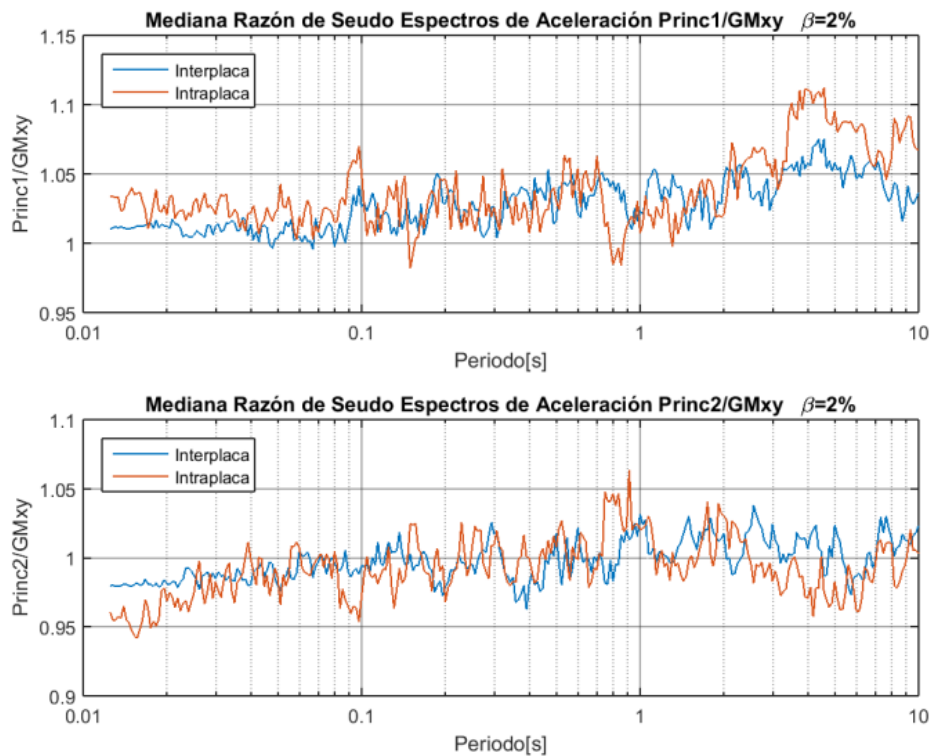 Mediana Razón de Seudo Espectros de Aceleración Princ1/GMxy β=2%
1.15
1.1
1.05
1
0.95
Princ1/GMxy
Interplaca
Intraplaca
0.01
0.1
1
10
Periodo[s]
Mediana Razón de Seudo Espectros de Aceleración Princ2/GMxy β=2%
1.1
1.05
1
0.95
0.9
Princ2/GMxy
Interplaca
Intraplaca
0.01
0.1
1
10
Periodo[s]